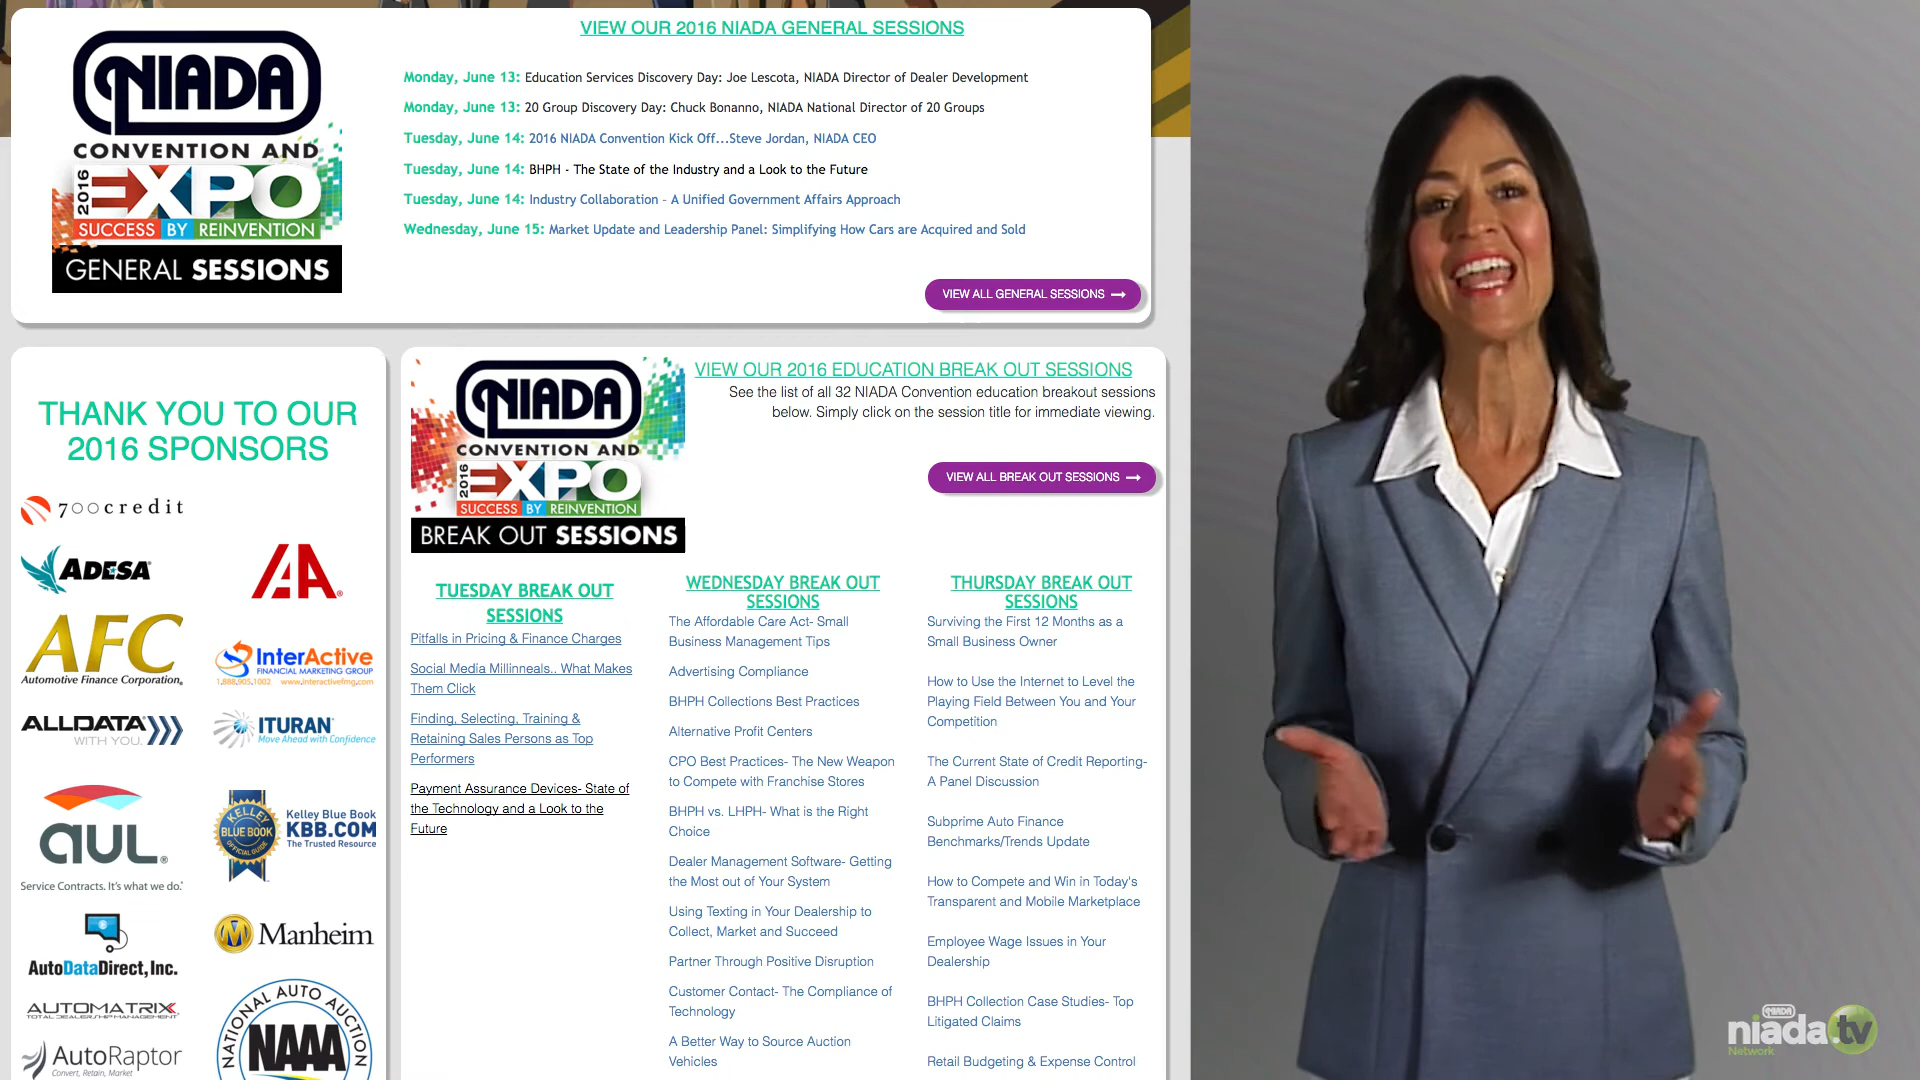 NIADA
CONVENTION AND
2016 EXPO
SUCCESS BY REINVENTION
GENERAL SESSIONS
VIEW OUR 2016 NIADA GENERAL SESSIONS
Monday, June 13: Education Services Discovery Day: Joe Lescota, NIADA Director of Dealer Development
Monday, June 13: 20 Group Discovery Day: Chuck Bonanno, NIADA National Director of 20 Groups
Tuesday, June 14: 2016 NIADA Convention Kick Off...Steve Jordan, NIADA CEO
Tuesday, June 14: BHPH - The State of the Industry and a Look to the Future
Tuesday, June 14: Industry Collaboration – A Unified Government Affairs Approach
Wednesday, June 15: Market Update and Leadership Panel: Simplifying How Cars are Acquired and Sold
VIEW ALL GENERAL SESSIONS
THANK YOU TO OUR
2016 SPONSORS
700credit
ADESA
IAA
AFC
Automotive Finance Corporation.
InterActive
FINANCIAL MARKETING GROUP
1.888.905.1002 www.interactivefmg.com
ALLDATA
WITH YOU.
ITURAN
Move Ahead with Confidence
aul
Service Contracts. It's what we do.
KELLEY
BLUE BOOK
OFFICIAL GUIDE
Kelley Blue Book
KBB.COM
The Trusted Resource
AutoDataDirect, Inc.
Manheim
AUTOMATRIX
TOTAL DEALERSHIP MANAGEMENT
AutoRaptor
Convert, Retain, Market
NATIONAL AUTO AUCTION
NAAA
NIADA
CONVENTION AND
2016 EXPO
SUCCESS BY REINVENTION
BREAK OUT SESSIONS
VIEW OUR 2016 EDUCATION BREAK OUT SESSIONS
See the list of all 32 NIADA Convention education breakout sessions
below. Simply click on the session title for immediate viewing.
VIEW ALL BREAK OUT SESSIONS
TUESDAY BREAK OUT
SESSIONS
Pitfalls in Pricing & Finance Charges
Social Media Millinneals.. What Makes
Them Click
Finding, Selecting, Training &
Retaining Sales Persons as Top
Performers
Payment Assurance Devices- State of
the Technology and a Look to the
Future
WEDNESDAY BREAK OUT
SESSIONS
The Affordable Care Act- Small
Business Management Tips
Advertising Compliance
BHPH Collections Best Practices
Alternative Profit Centers
CPO Best Practices- The New Weapon
to Compete with Franchise Stores
BHPH vs. LHPH- What is the Right
Choice
Dealer Management Software- Getting
the Most out of Your System
Using Texting in Your Dealership to
Collect, Market and Succeed
Partner Through Positive Disruption
Customer Contact- The Compliance of
Technology
A Better Way to Source Auction
Vehicles
THURSDAY BREAK OUT
SESSIONS
Surviving the First 12 Months as a
Small Business Owner
How to Use the Internet to Level the
Playing Field Between You and Your
Competition
The Current State of Credit Reporting-
A Panel Discussion
Subprime Auto Finance
Benchmarks/Trends Update
How to Compete and Win in Today's
Transparent and Mobile Marketplace
Employee Wage Issues in Your
Dealership
BHPH Collection Case Studies- Top
Litigated Claims
Retail Budgeting & Expense Control
NIADA
niada.tv
Network